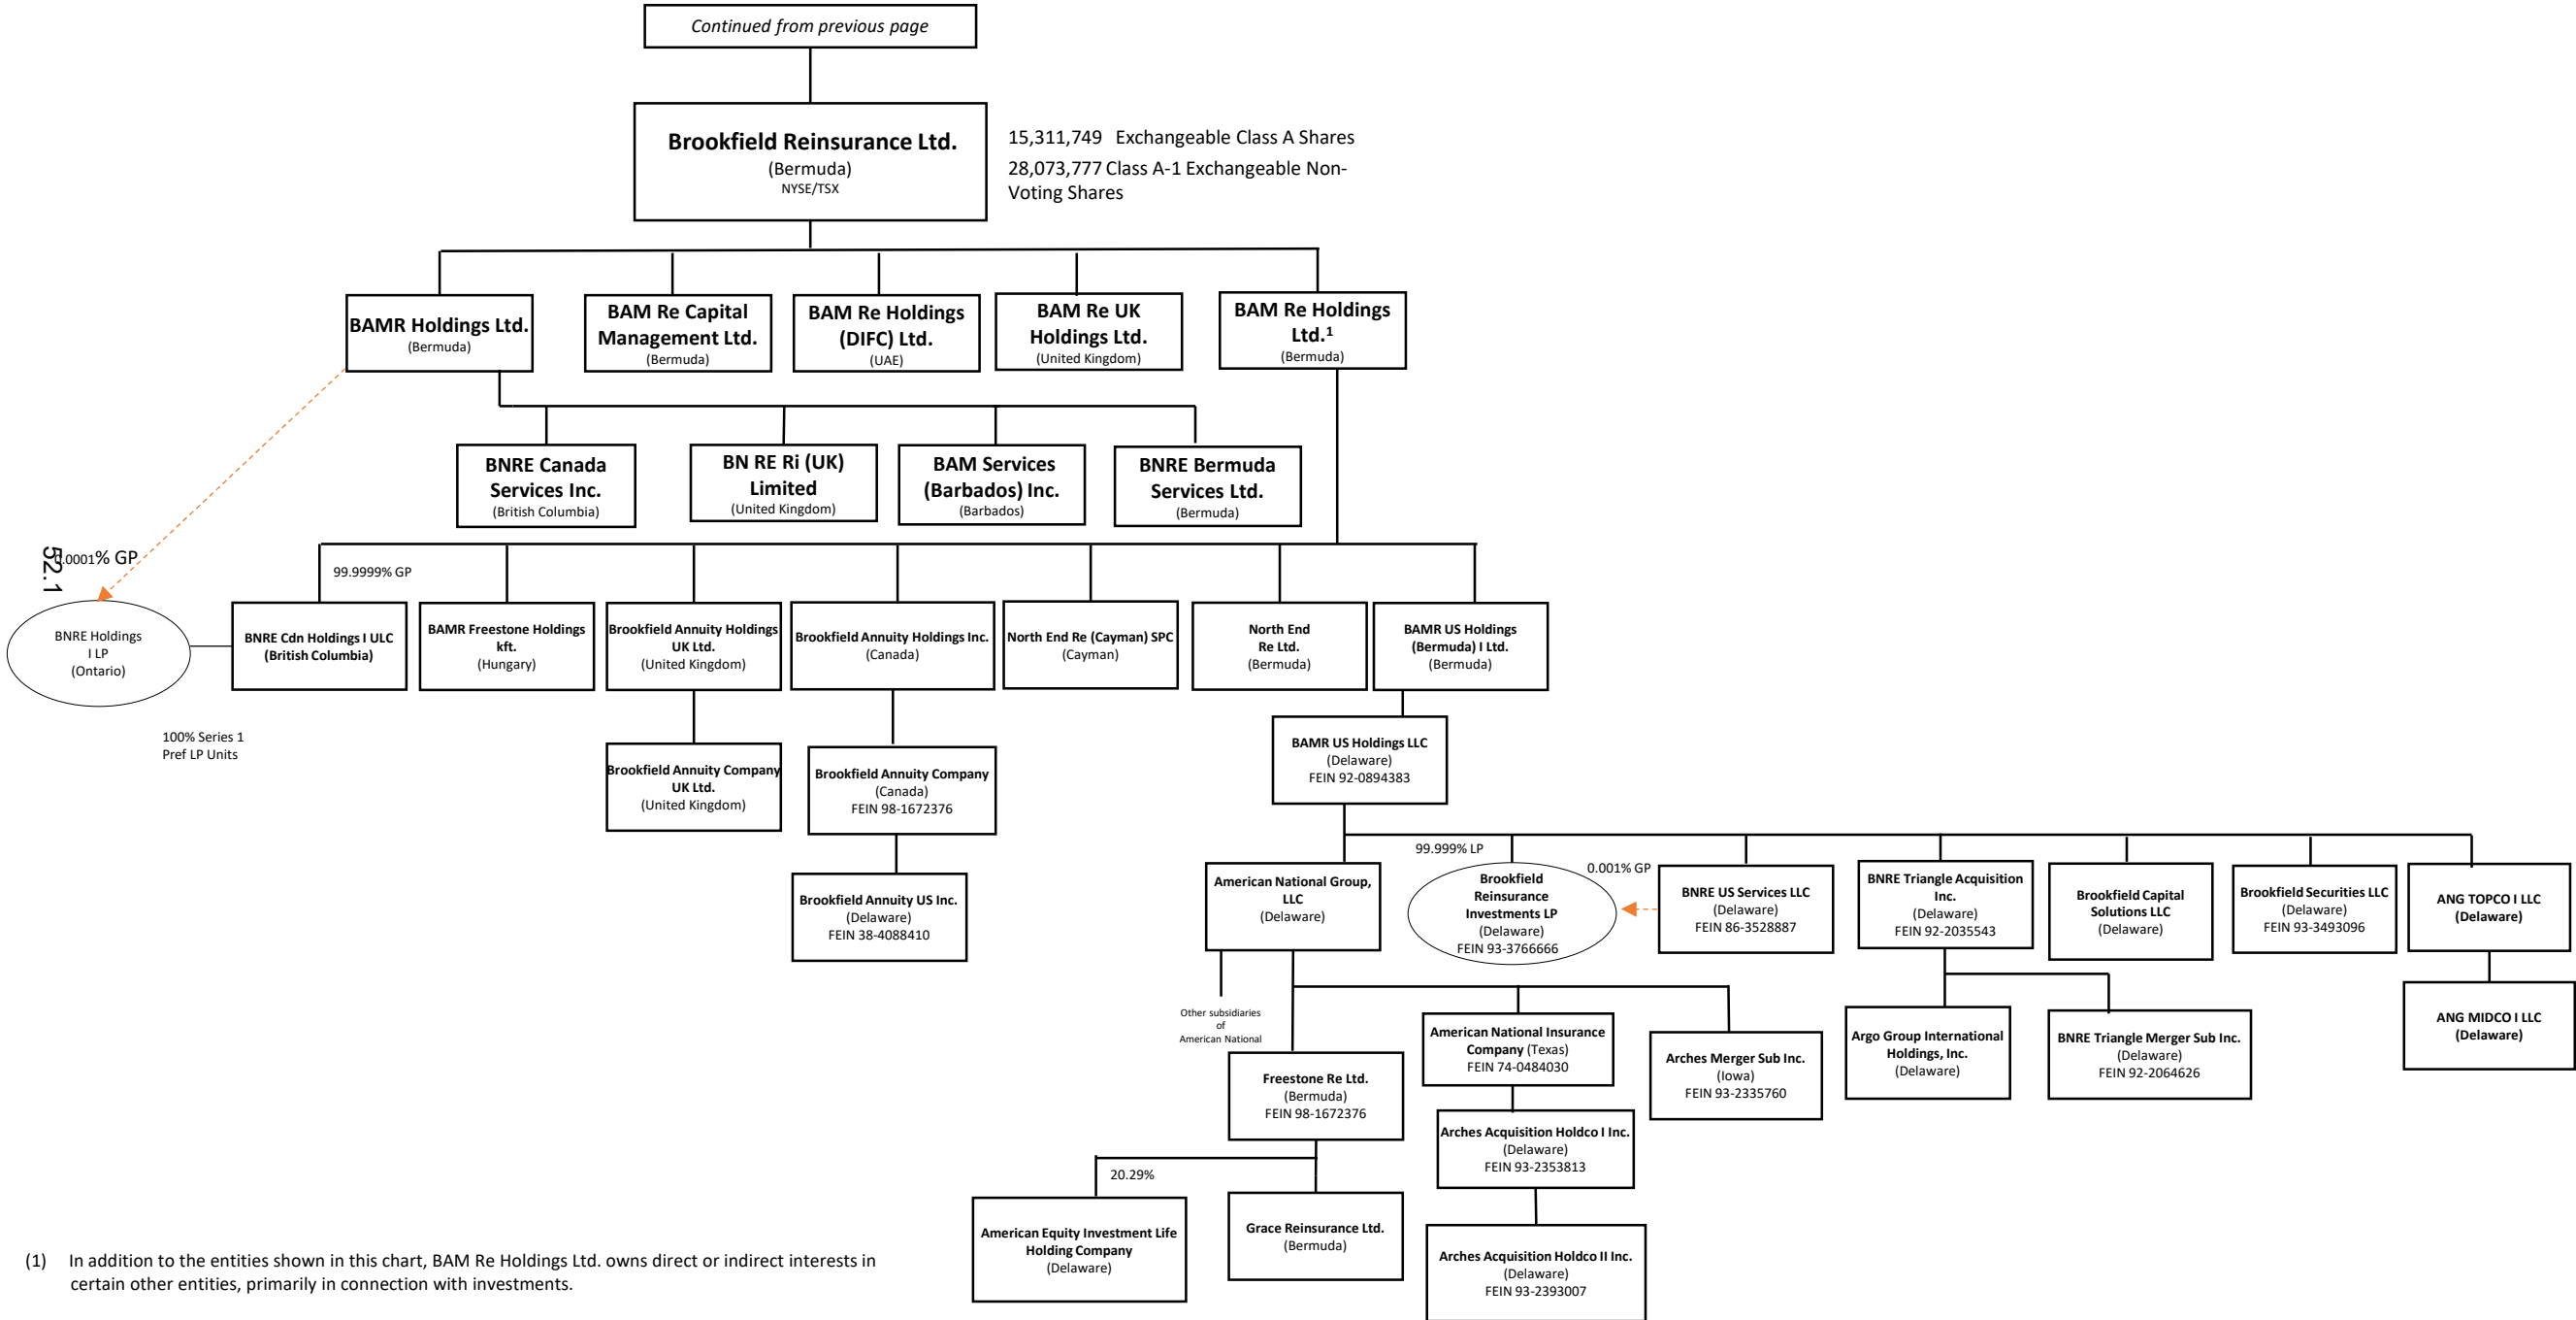 Continued from previous page
Brookfield Reinsurance Ltd.
(Bermuda)
NYSE/TSX
15,311,749 Exchangeable Class A Shares
28,073,777 Class A-1 Exchangeable Non-
Voting Shares
BAMR Holdings Ltd.
(Bermuda)
BAM Re Capital
Management Ltd.
(Bermuda)
BAM Re Holdings
(DIFC) Ltd.
(UAE)
BAM Re UK
Holdings Ltd.
(United Kingdom)
BAM Re Holdings
Ltd.1
(Bermuda)
BNRE Canada
Services Inc.
(British Columbia)
BN RE Ri (UK)
Limited
(United Kingdom)
BAM Services
(Barbados) Inc.
(Barbados)
BNRE Bermuda
Services Ltd.
(Bermuda)
52.1
0.0001% GP
99.9999% GP
BNRE Holdings
I LP
(Ontario)
BNRE Cdn Holdings I ULC
(British Columbia)
BAMR Freestone Holdings
kft.
(Hungary)
Brookfield Annuity Holdings
UK Ltd.
(United Kingdom)
Brookfield Annuity Holdings Inc.
(Canada)
North End Re (Cayman) SPC
(Cayman)
North End
Re Ltd.
(Bermuda)
BAMR US Holdings
(Bermuda) I Ltd.
(Bermuda)
100% Series 1
Pref LP Units
Brookfield Annuity Company
UK Ltd.
(United Kingdom)
Brookfield Annuity Company
(Canada)
FEIN 98-1672376
BAMR US Holdings LLC
(Delaware)
FEIN 92-0894383
Brookfield Annuity US Inc.
(Delaware)
FEIN 38-4088410
99.999% LP
0.001% GP
American National Group,
LLC
(Delaware)
Brookfield
Reinsurance
Investments LP
(Delaware)
FEIN 93-3766666
BNRE US Services LLC
(Delaware)
FEIN 86-3528887
BNRE Triangle Acquisition
Inc.
(Delaware)
FEIN 92-2035543
Brookfield Capital
Solutions LLC
(Delaware)
Brookfield Securities LLC
(Delaware)
FEIN 93-3493096
ANG TOPCO I LLC
(Delaware)
Other subsidiaries
of
American National
American National Insurance
Company (Texas)
FEIN 74-0484030
Arches Merger Sub Inc.
(Iowa)
FEIN 93-2335760
Argo Group International
Holdings, Inc.
(Delaware)
BNRE Triangle Merger Sub Inc.
(Delaware)
FEIN 92-2064626
ANG MIDCO I LLC
(Delaware)
Freestone Re Ltd.
(Bermuda)
FEIN 98-1672376
Arches Acquisition Holdco I Inc.
(Delaware)
FEIN 93-2353813
20.29%
American Equity Investment Life
Holding Company
(Delaware)
Grace Reinsurance Ltd.
(Bermuda)
Arches Acquisition Holdco II Inc.
(Delaware)
FEIN 93-2393007
(1) In addition to the entities shown in this chart, BAM Re Holdings Ltd. owns direct or indirect interests in
certain other entities, primarily in connection with investments.